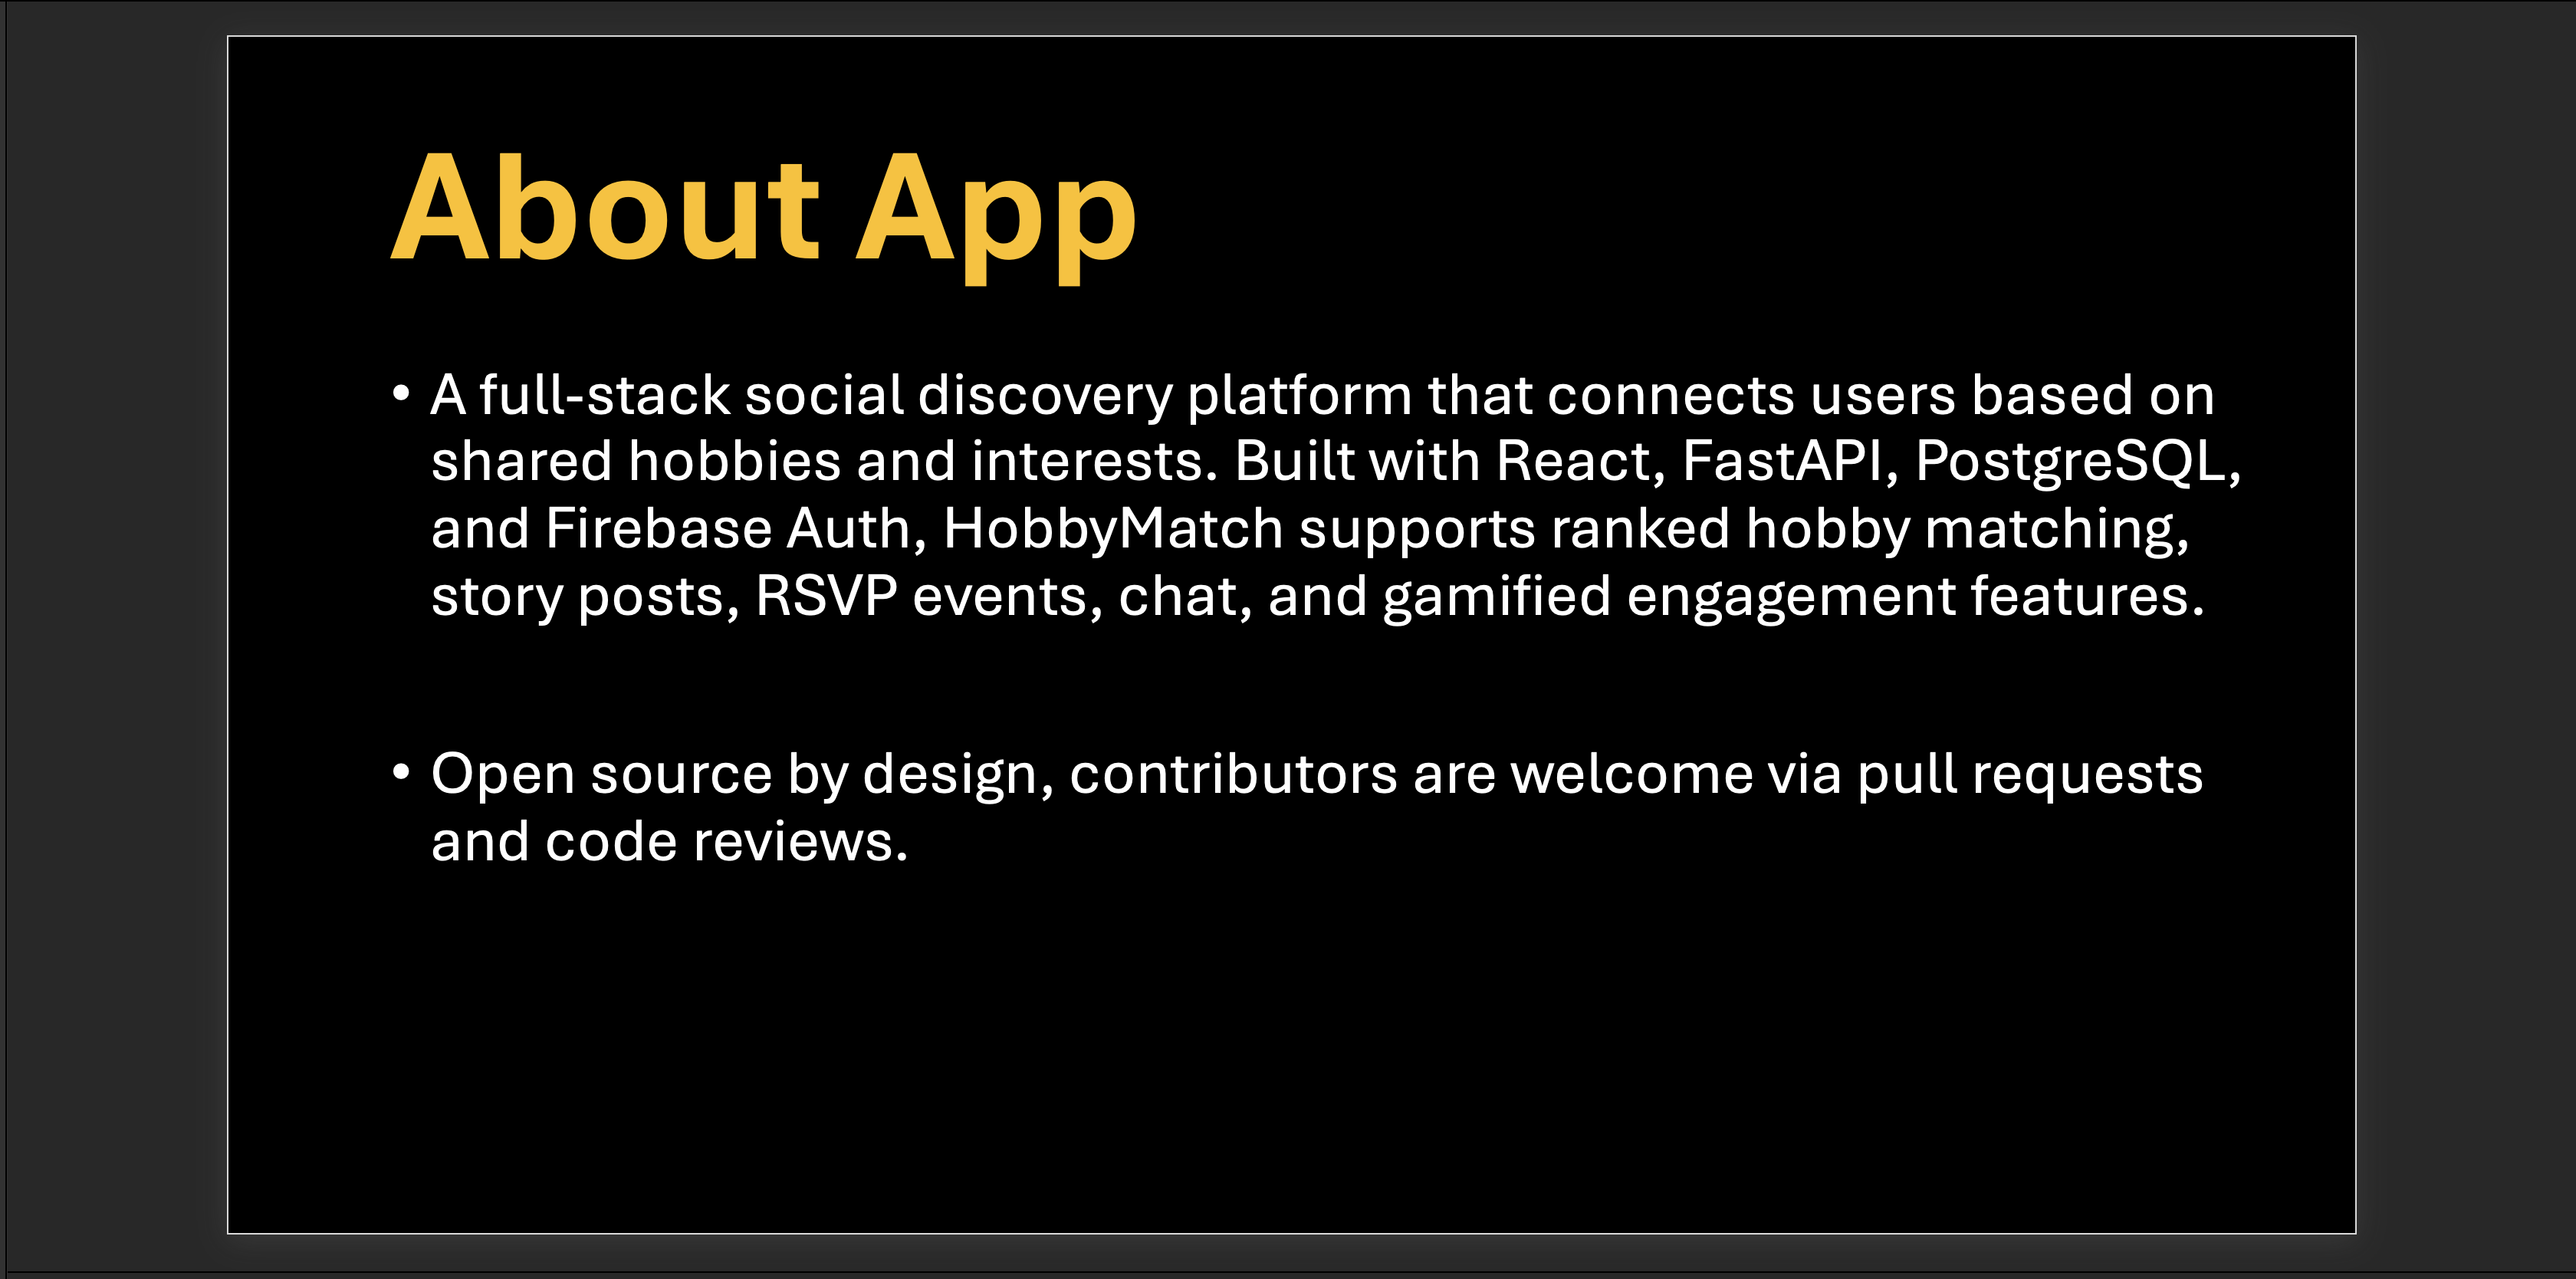 About App
• A full-stack social discovery platform that connects users based on
shared hobbies and interests. Built with React, FastAPI, PostgreSQL,
and Firebase Auth, HobbyMatch supports ranked hobby matching,
story posts, RSVP events, chat, and gamified engagement features.
• Open source by design, contributors are welcome via pull requests
and code reviews.